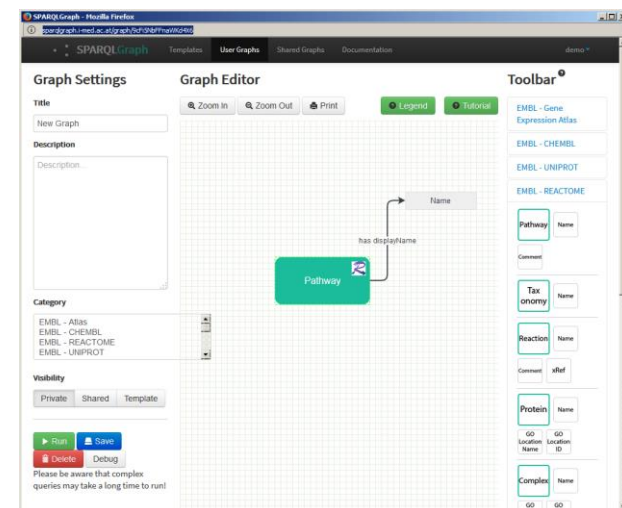 SPARQLGraph - Mozilla Firefox
SPARQLGraph Templates User Graphs Shared Graphs Documentation demo
Graph Settings
Title
New Graph
Description
Description..
Category
EMBL - Atlas
EMBL - CHEMBL
EMBL - REACTOME
EMBL - UNIPROT
Visibility
Private Shared Template
Run Save
Delete Debug
Please be aware that complex
queries may take a long time to run!
Graph Editor
Zoom In Zoom Out Print Legend Tutorial
Name
has displayName
Pathway
Toolbar
EMBL - Gene
Expression Atlas
EMBL - CHEMBL
EMBL - UNIPROT
EMBL - REACTOME
Pathway Name
Comment
Tax
onomy Name
Reaction Name
Comment xRef
Protein Name
GO GO
Location Location
Name ID
Complex Name
GO GO